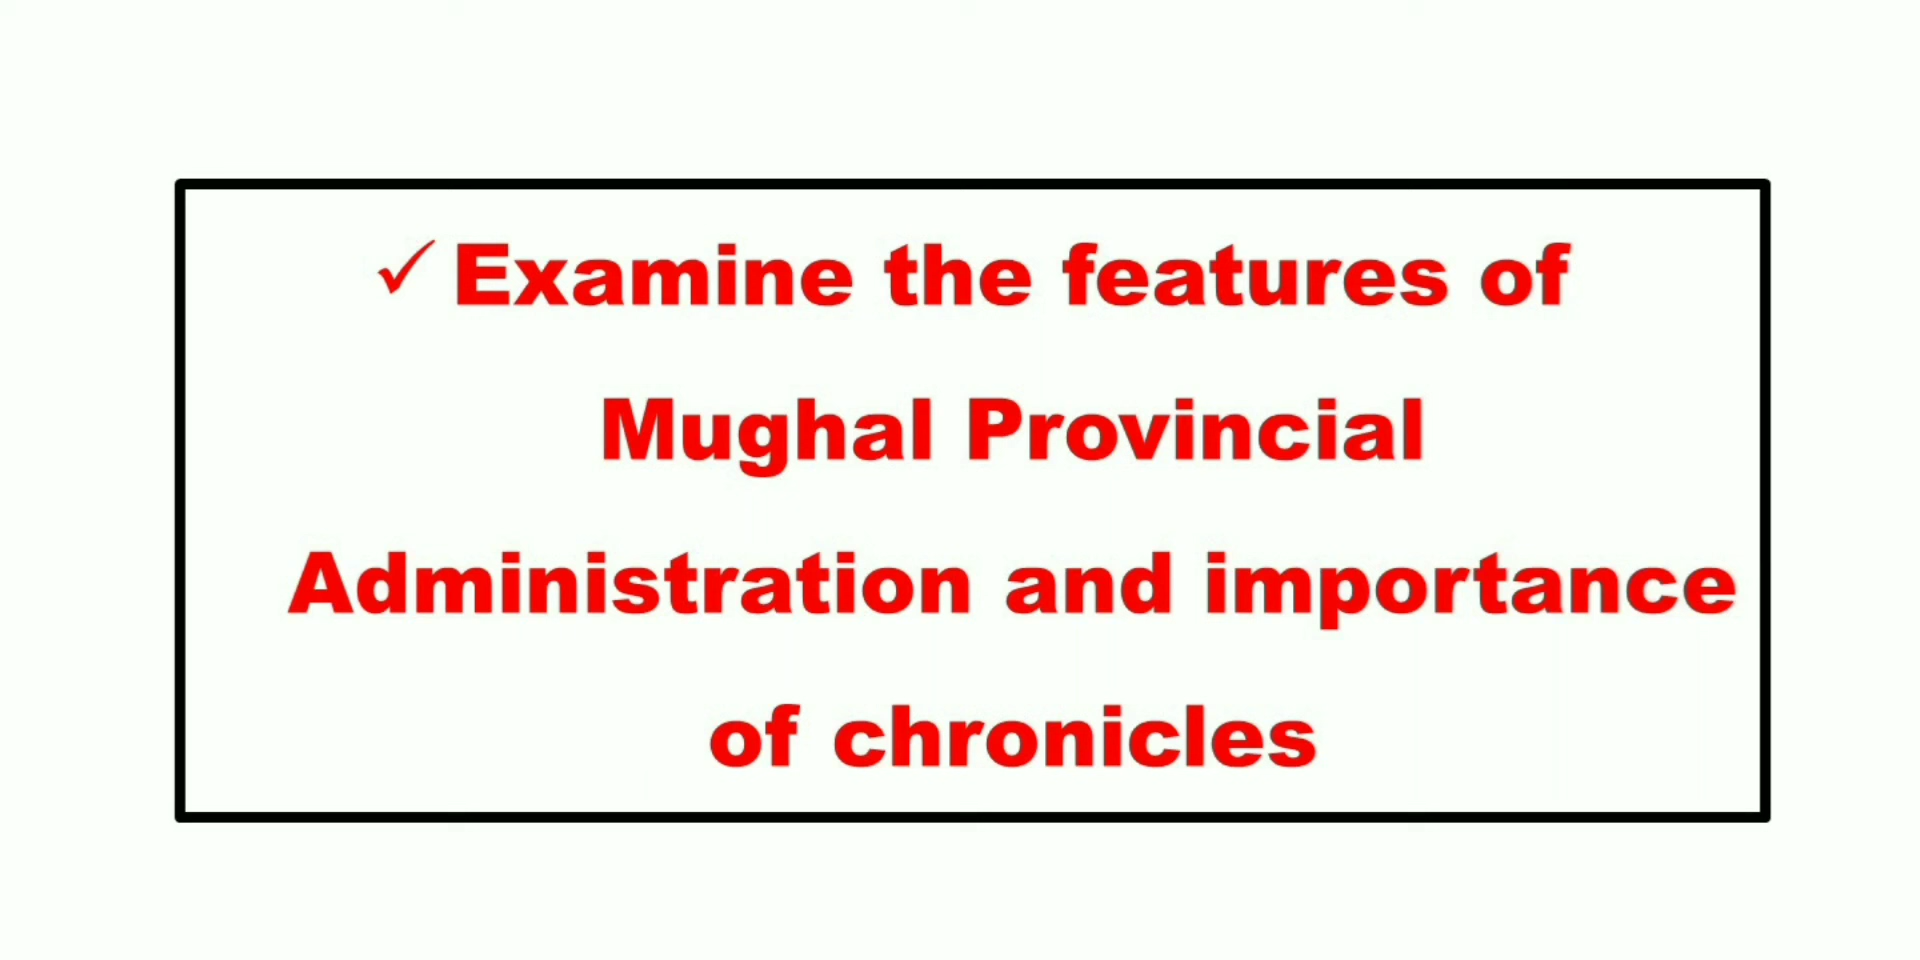 ✓ Examine the features of
Mughal Provincial
Administration and importance
of chronicles